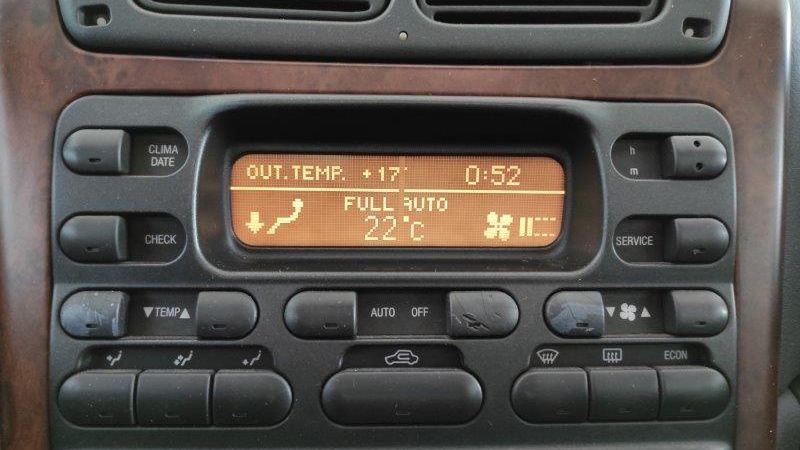 CLIMA
DATE
OUT.TEMP. +17° 0:52
h
m
FULL AUTO
22°C
CHECK
SERVICE
▼TEMP▲
AUTO OFF
▼ ▲
ECON